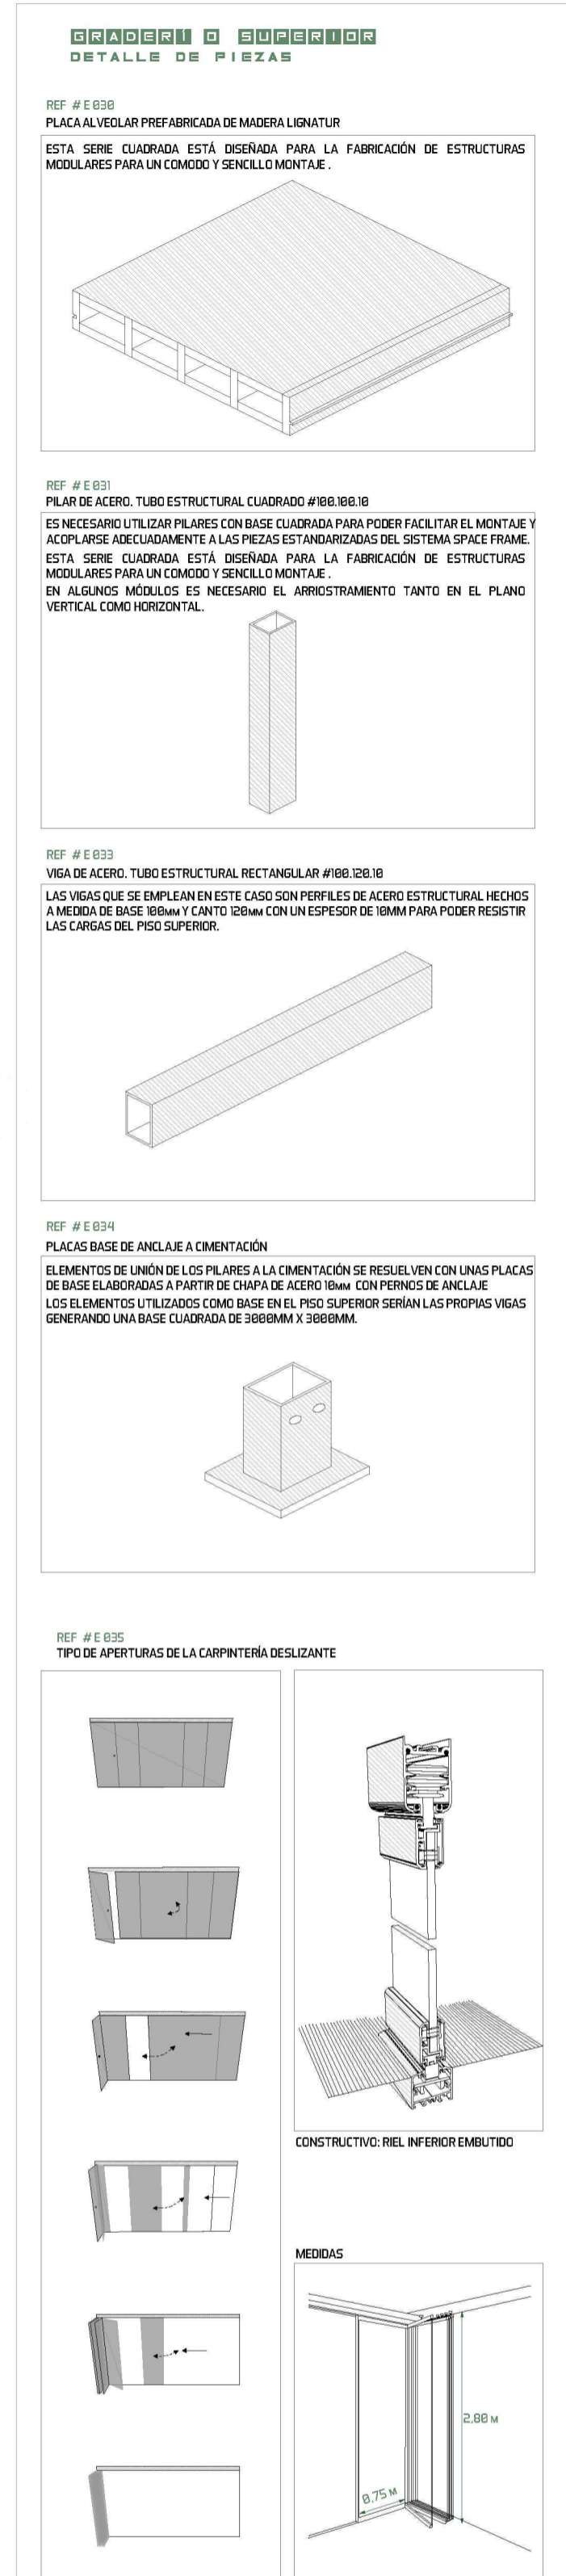 GRADERÍ O SUPERIOR
DETALLE DE PIEZAS
REF # E 030
PLACA ALVEOLAR PREFABRICADA DE MADERA LIGNATUR
ESTA SERIE CUADRADA ESTÁ DISEÑADA PARA LA FABRICACIÓN DE ESTRUCTURAS
MODULARES PARA UN COMODO Y SENCILLO MONTAJE .
REF # E 031
PILAR DE ACERO. TUBO ESTRUCTURAL CUADRADO #100.100.10
ES NECESARIO UTILIZAR PILARES CON BASE CUADRADA PARA PODER FACILITAR EL MONTAJE Y
ACOPLARSE ADECUADAMENTE A LAS PIEZAS ESTANDARIZADAS DEL SISTEMA SPACE FRAME.
ESTA SERIE CUADRADA ESTÁ DISEÑADA PARA LA FABRICACIÓN DE ESTRUCTURAS
MODULARES PARA UN COMODO Y SENCILLO MONTAJE .
EN ALGUNOS MÓDULOS ES NECESARIO EL ARRIOSTRAMIENTO TANTO EN EL PLANO
VERTICAL COMO HORIZONTAL.
REF # E 033
VIGA DE ACERO. TUBO ESTRUCTURAL RECTANGULAR #100.120.10
LAS VIGAS QUE SE EMPLEAN EN ESTE CASO SON PERFILES DE ACERO ESTRUCTURAL HECHOS
A MEDIDA DE BASE 100MM Y CANTO 120MM CON UN ESPESOR DE 10MM PARA PODER RESISTIR
LAS CARGAS DEL PISO SUPERIOR.
REF # E 034
PLACAS BASE DE ANCLAJE A CIMENTACIÓN
ELEMENTOS DE UNIÓN DE LOS PILARES A LA CIMENTACIÓN SE RESUELVEN CON UNAS PLACAS
DE BASE ELABORADAS A PARTIR DE CHAPA DE ACERO 10MM CON PERNOS DE ANCLAJE
LOS ELEMENTOS UTILIZADOS COMO BASE EN EL PISO SUPERIOR SERÍAN LAS PROPIAS VIGAS
GENERANDO UNA BASE CUADRADA DE 3000MM X 3000MM.
REF # E 035
TIPO DE APERTURAS DE LA CARPINTERÍA DESLIZANTE
CONSTRUCTIVO: RIEL INFERIOR EMBUTIDO
MEDIDAS
2,80 M
0,75 M